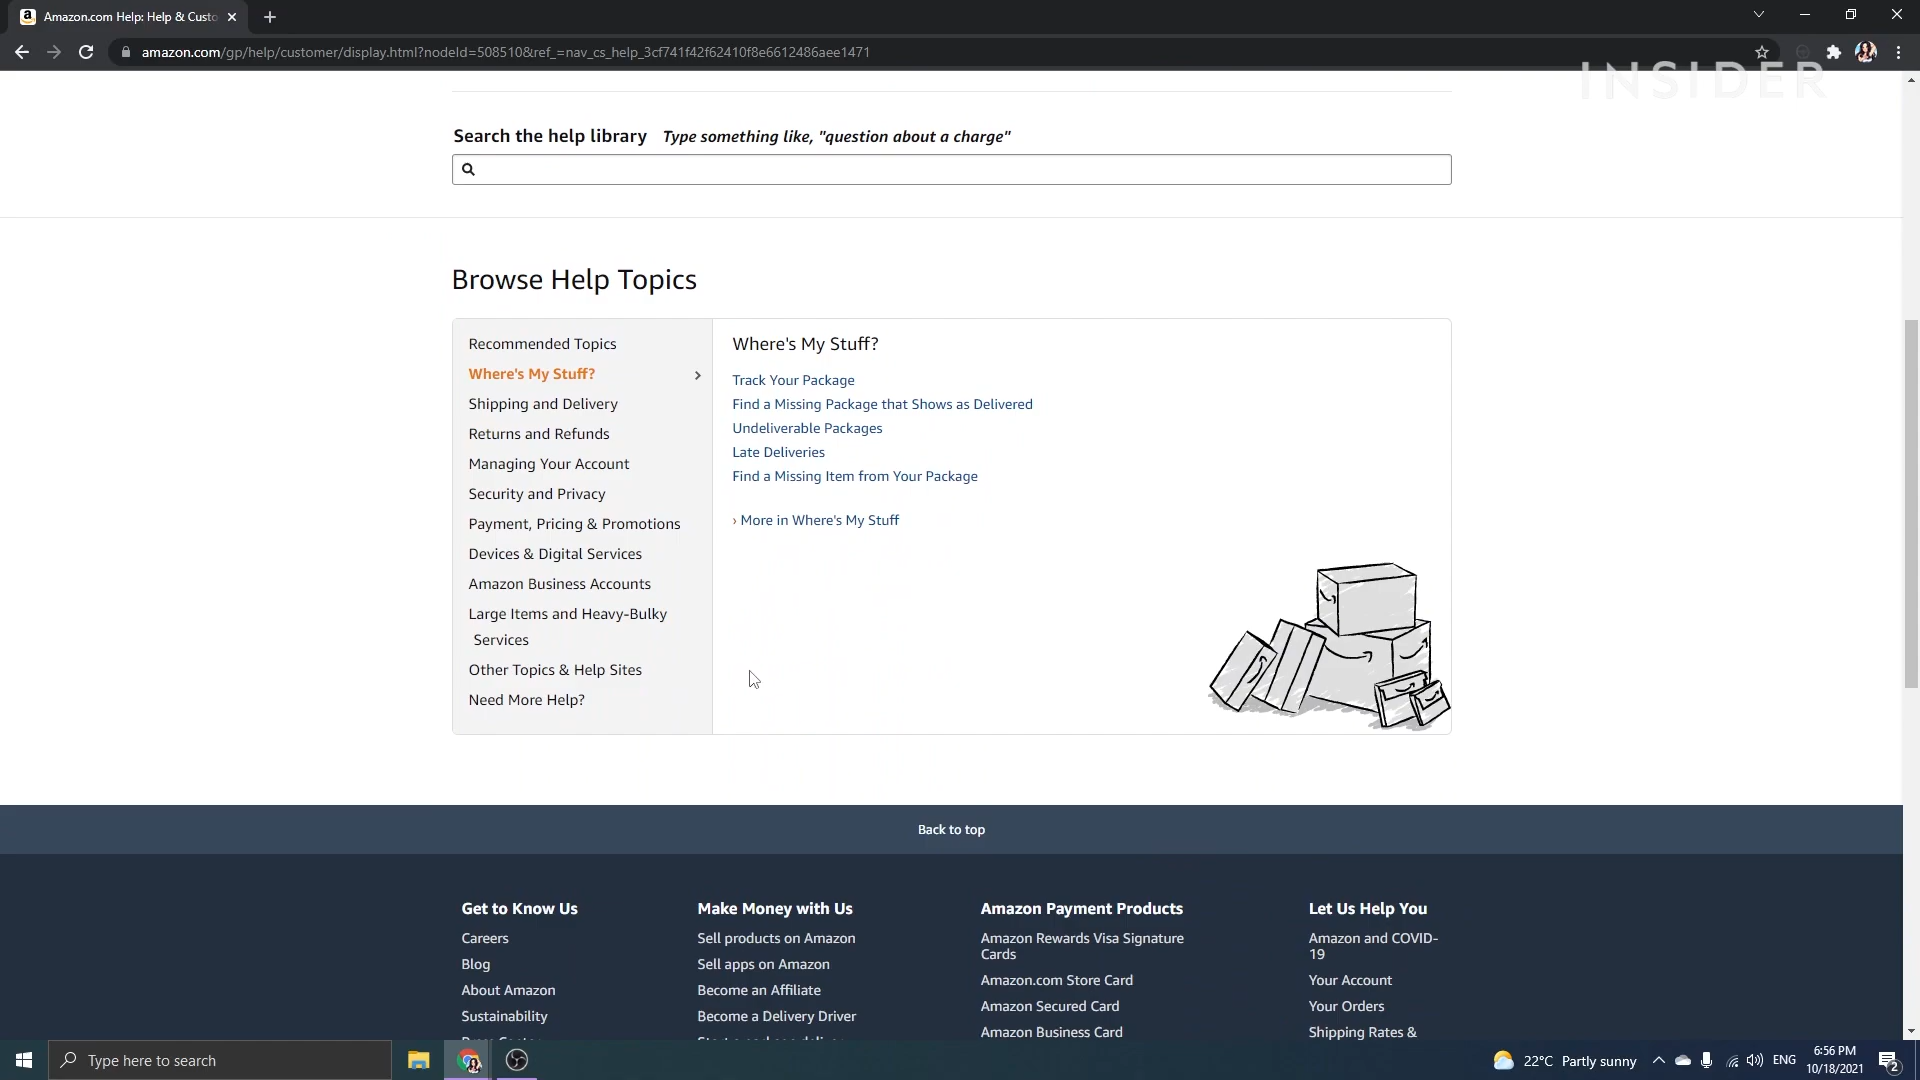 Amazon.com Help: Help & Custo
amazon.com/gp/help/customer/display.html?nodeId=508510&ref_=nav_cs_help_3cf741f42f62410f8e6612486aee1471
INSIDER
Search the help library Type something like, "question about a charge"
Browse Help Topics
Recommended Topics
Where's My Stuff?
Shipping and Delivery
Returns and Refunds
Managing Your Account
Security and Privacy
Payment, Pricing & Promotions
Devices & Digital Services
Amazon Business Accounts
Large Items and Heavy-Bulky
Services
Other Topics & Help Sites
Need More Help?
Where's My Stuff?
Track Your Package
Find a Missing Package that Shows as Delivered
Undeliverable Packages
Late Deliveries
Find a Missing Item from Your Package
› More in Where's My Stuff
Back to top
Get to Know Us
Careers
Blog
About Amazon
Sustainability
Make Money with Us
Sell products on Amazon
Sell apps on Amazon
Become an Affiliate
Become a Delivery Driver
Amazon Payment Products
Amazon Rewards Visa Signature
Cards
Amazon.com Store Card
Amazon Secured Card
Amazon Business Card
Let Us Help You
Amazon and COVID-
19
Your Account
Your Orders
Shipping Rates &
Type here to search
22°C Partly sunny
ENG
6:56 PM
10/18/2021
2